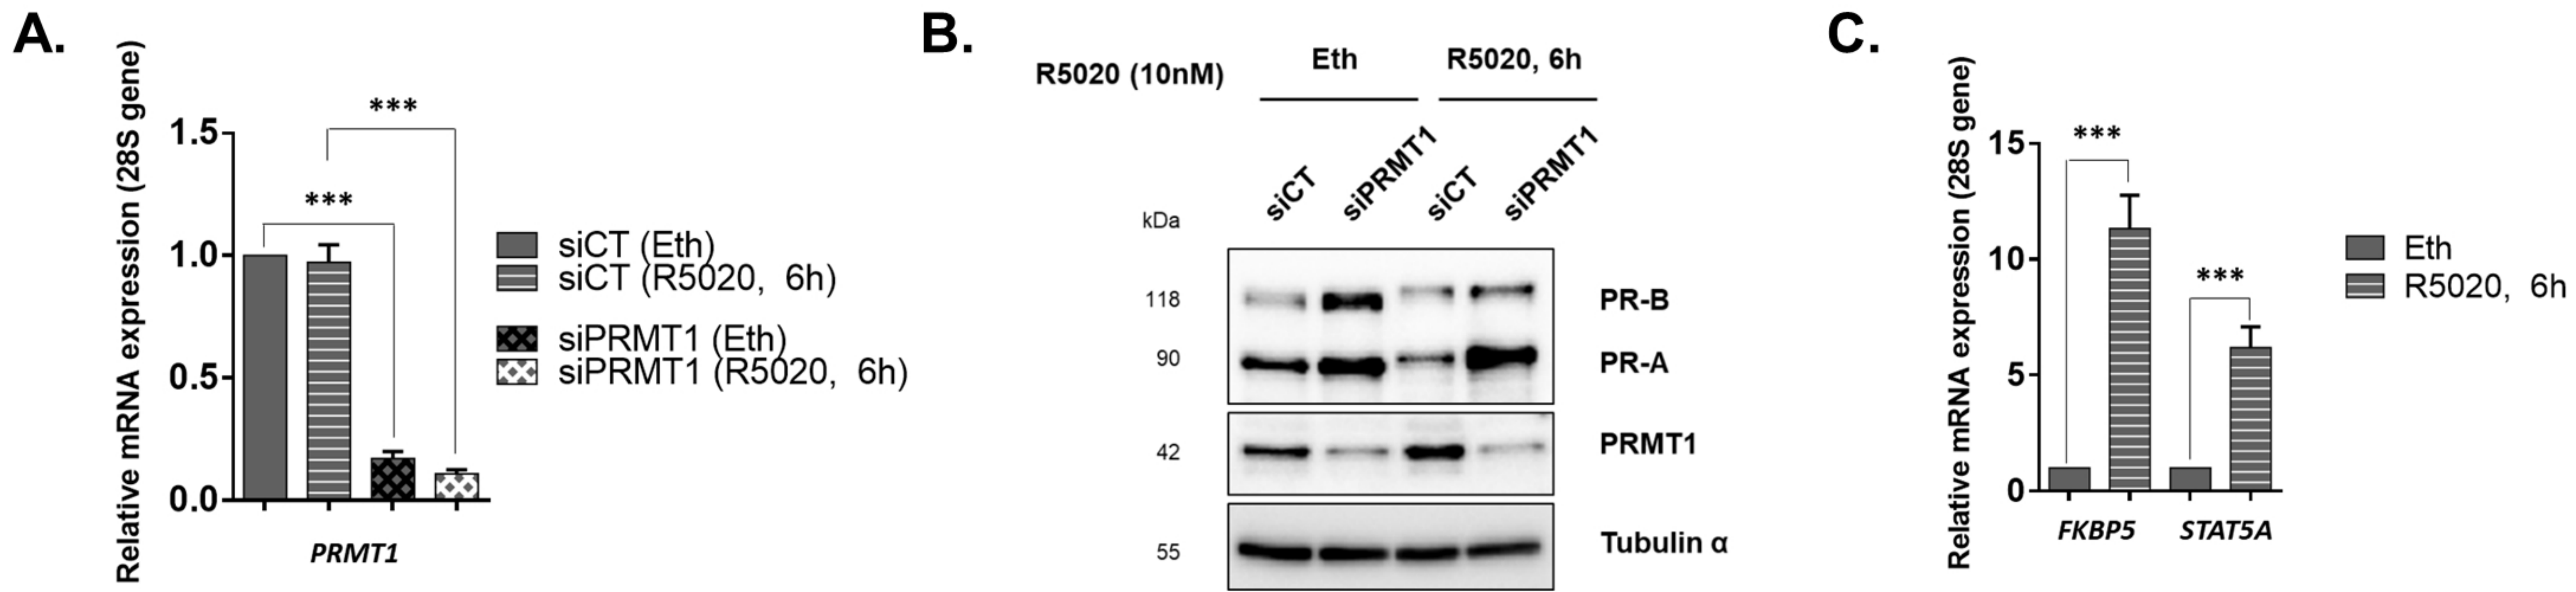 A.
Relative mRNA expression (28S gene)
1.5
1.0
0.5
0.0
***
***
PRMT1
siCT (Eth)
siCT (R5020, 6h)
siPRMT1 (Eth)
siPRMT1 (R5020, 6h)
B.
R5020 (10nM)
Eth
R5020, 6h
siCT
siPRMT1
siCT
siPRMT1
kDa
118
90
42
55
PR-B
PR-A
PRMT1
Tubulin α
C.
Relative mRNA expression (28S gene)
15
10
5
0
***
***
FKBP5
STAT5A
Eth
R5020, 6h